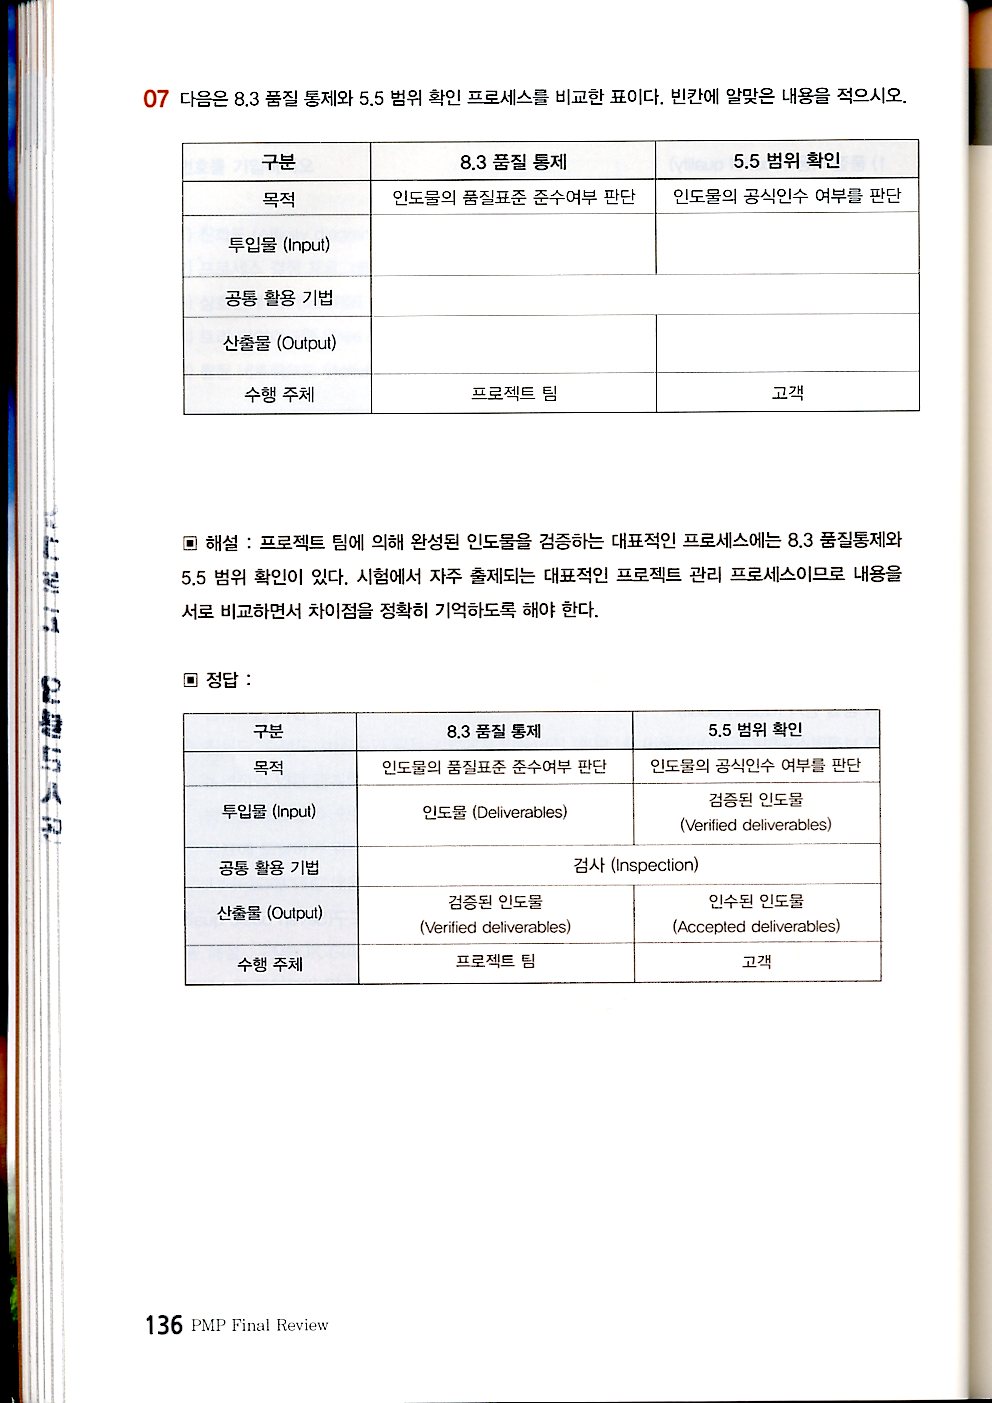 07 다음은 8.3 품질 통제와 5.5 범위 확인 프로세스를 비교한 표이다. 빈칸에 알맞은 내용을 적으시오.
구분 8.3 품질 통제 5.5 범위 확인
목적 인도물의 품질표준 준수여부 판단 인도물의 공식인수 여부를 판단
투입물 (Input)
공통 활용 기법
산출물 (Output)
수행 주체 프로젝트 팀 고객
▣ 해설 : 프로젝트 팀에 의해 완성된 인도물을 검증하는 대표적인 프로세스에는 8.3 품질통제와
5.5 범위 확인이 있다. 시험에서 자주 출제되는 대표적인 프로젝트 관리 프로세스이므로 내용을
서로 비교하면서 차이점을 정확히 기억하도록 해야 한다.
▣ 정답 :
구분 8.3 품질 통제 5.5 범위 확인
목적 인도물의 품질표준 준수여부 판단 인도물의 공식인수 여부를 판단
투입물 (Input) 인도물 (Deliverables) 검증된 인도물
(Verified deliverables)
공통 활용 기법 검사 (Inspection)
산출물 (Output) 검증된 인도물 인수된 인도물
(Verified deliverables) (Accepted deliverables)
수행 주체 프로젝트 팀 고객
136 PMP Final Review